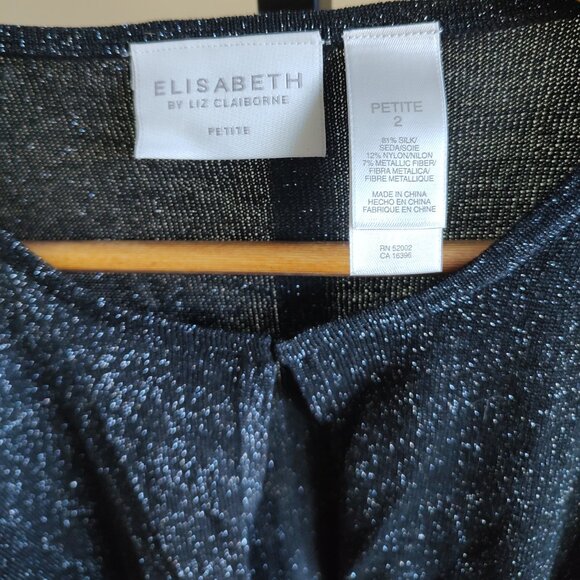 ELISABETH
BY LIZ CLAIBORNE
PETITE
PETITE
2
81% SILK/
SEDA/SOIE
12% NYLON/NILON
7% METALLIC FIBER/
FIBRA METALICA/
FIBRE METALLIQUE
MADE IN CHINA
HECHO EN CHINA
FABRIQUE EN CHINE
RN 52002
CA 16396